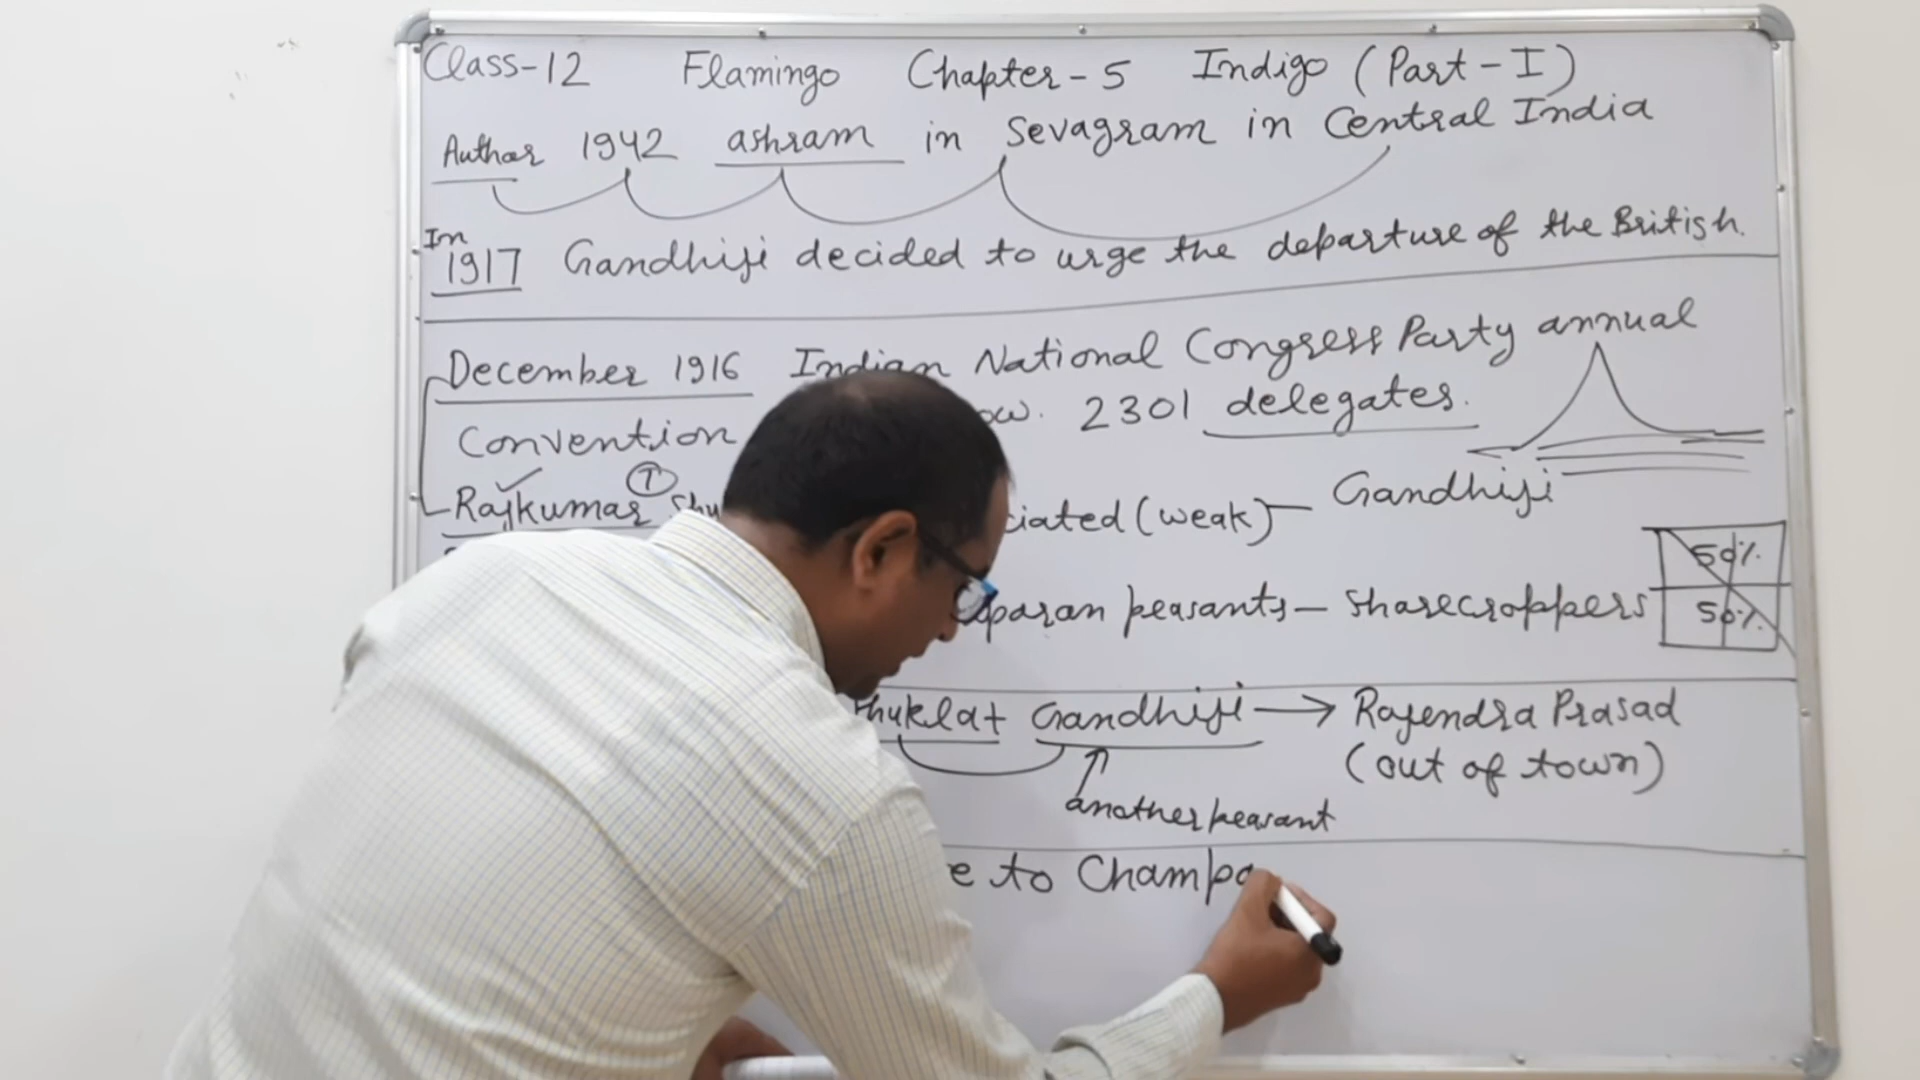 Class-12 Flamingo Chapter-5 Indigo (Part-I)
Author 1942 ashram in Sevagram in Central India
In 1917 Gandhiji decided to urge the departure of the British.
December 1916 Indian National Congress Party annual
Convention ow. 2301 delegates.
Rajkumar Shu ciated (weak) — Gandhiji
paran peasants — sharecroppers 50%
50%
hukla + Gandhiji → Rajendra Prasad
(out of town)
another peasant
e to Champa